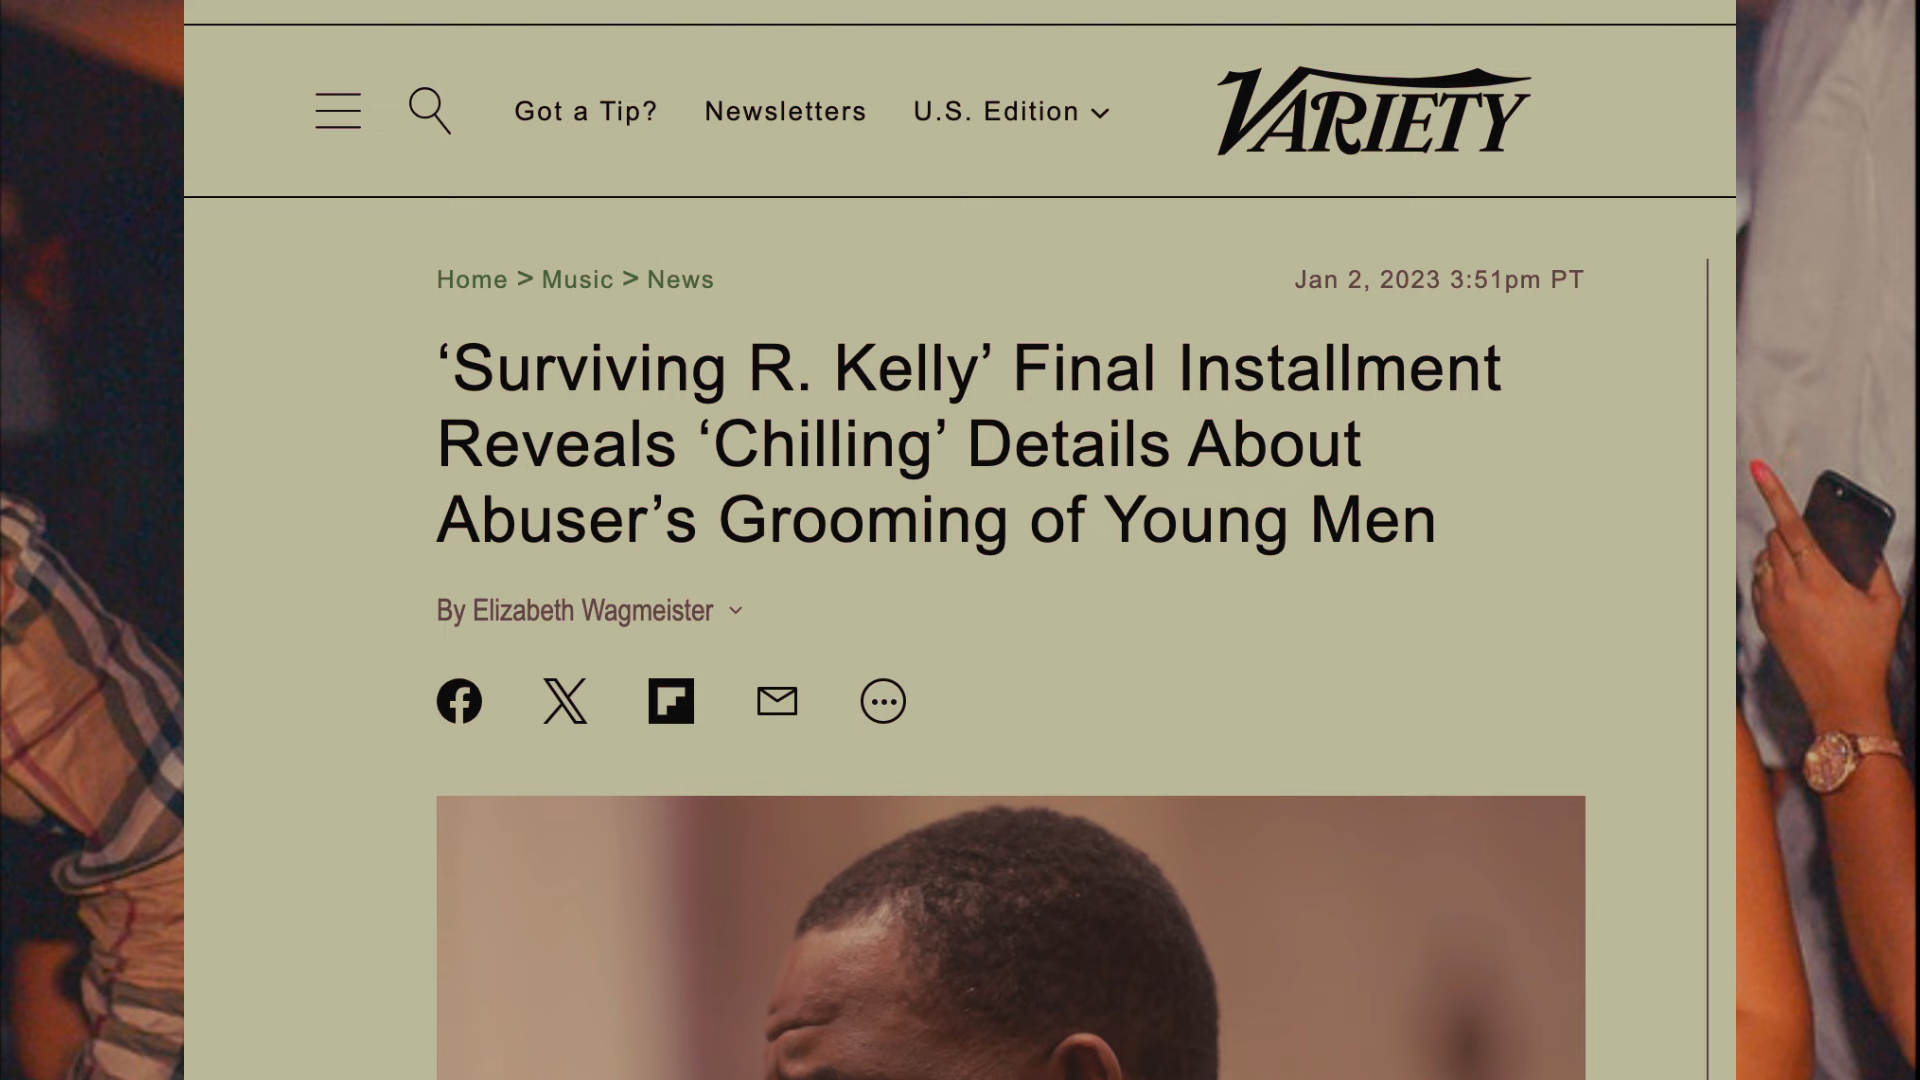 Got a Tip? Newsletters U.S. Edition VARIETY
Home > Music > News Jan 2, 2023 3:51pm PT
‘Surviving R. Kelly’ Final Installment
Reveals ‘Chilling’ Details About
Abuser’s Grooming of Young Men
By Elizabeth Wagmeister